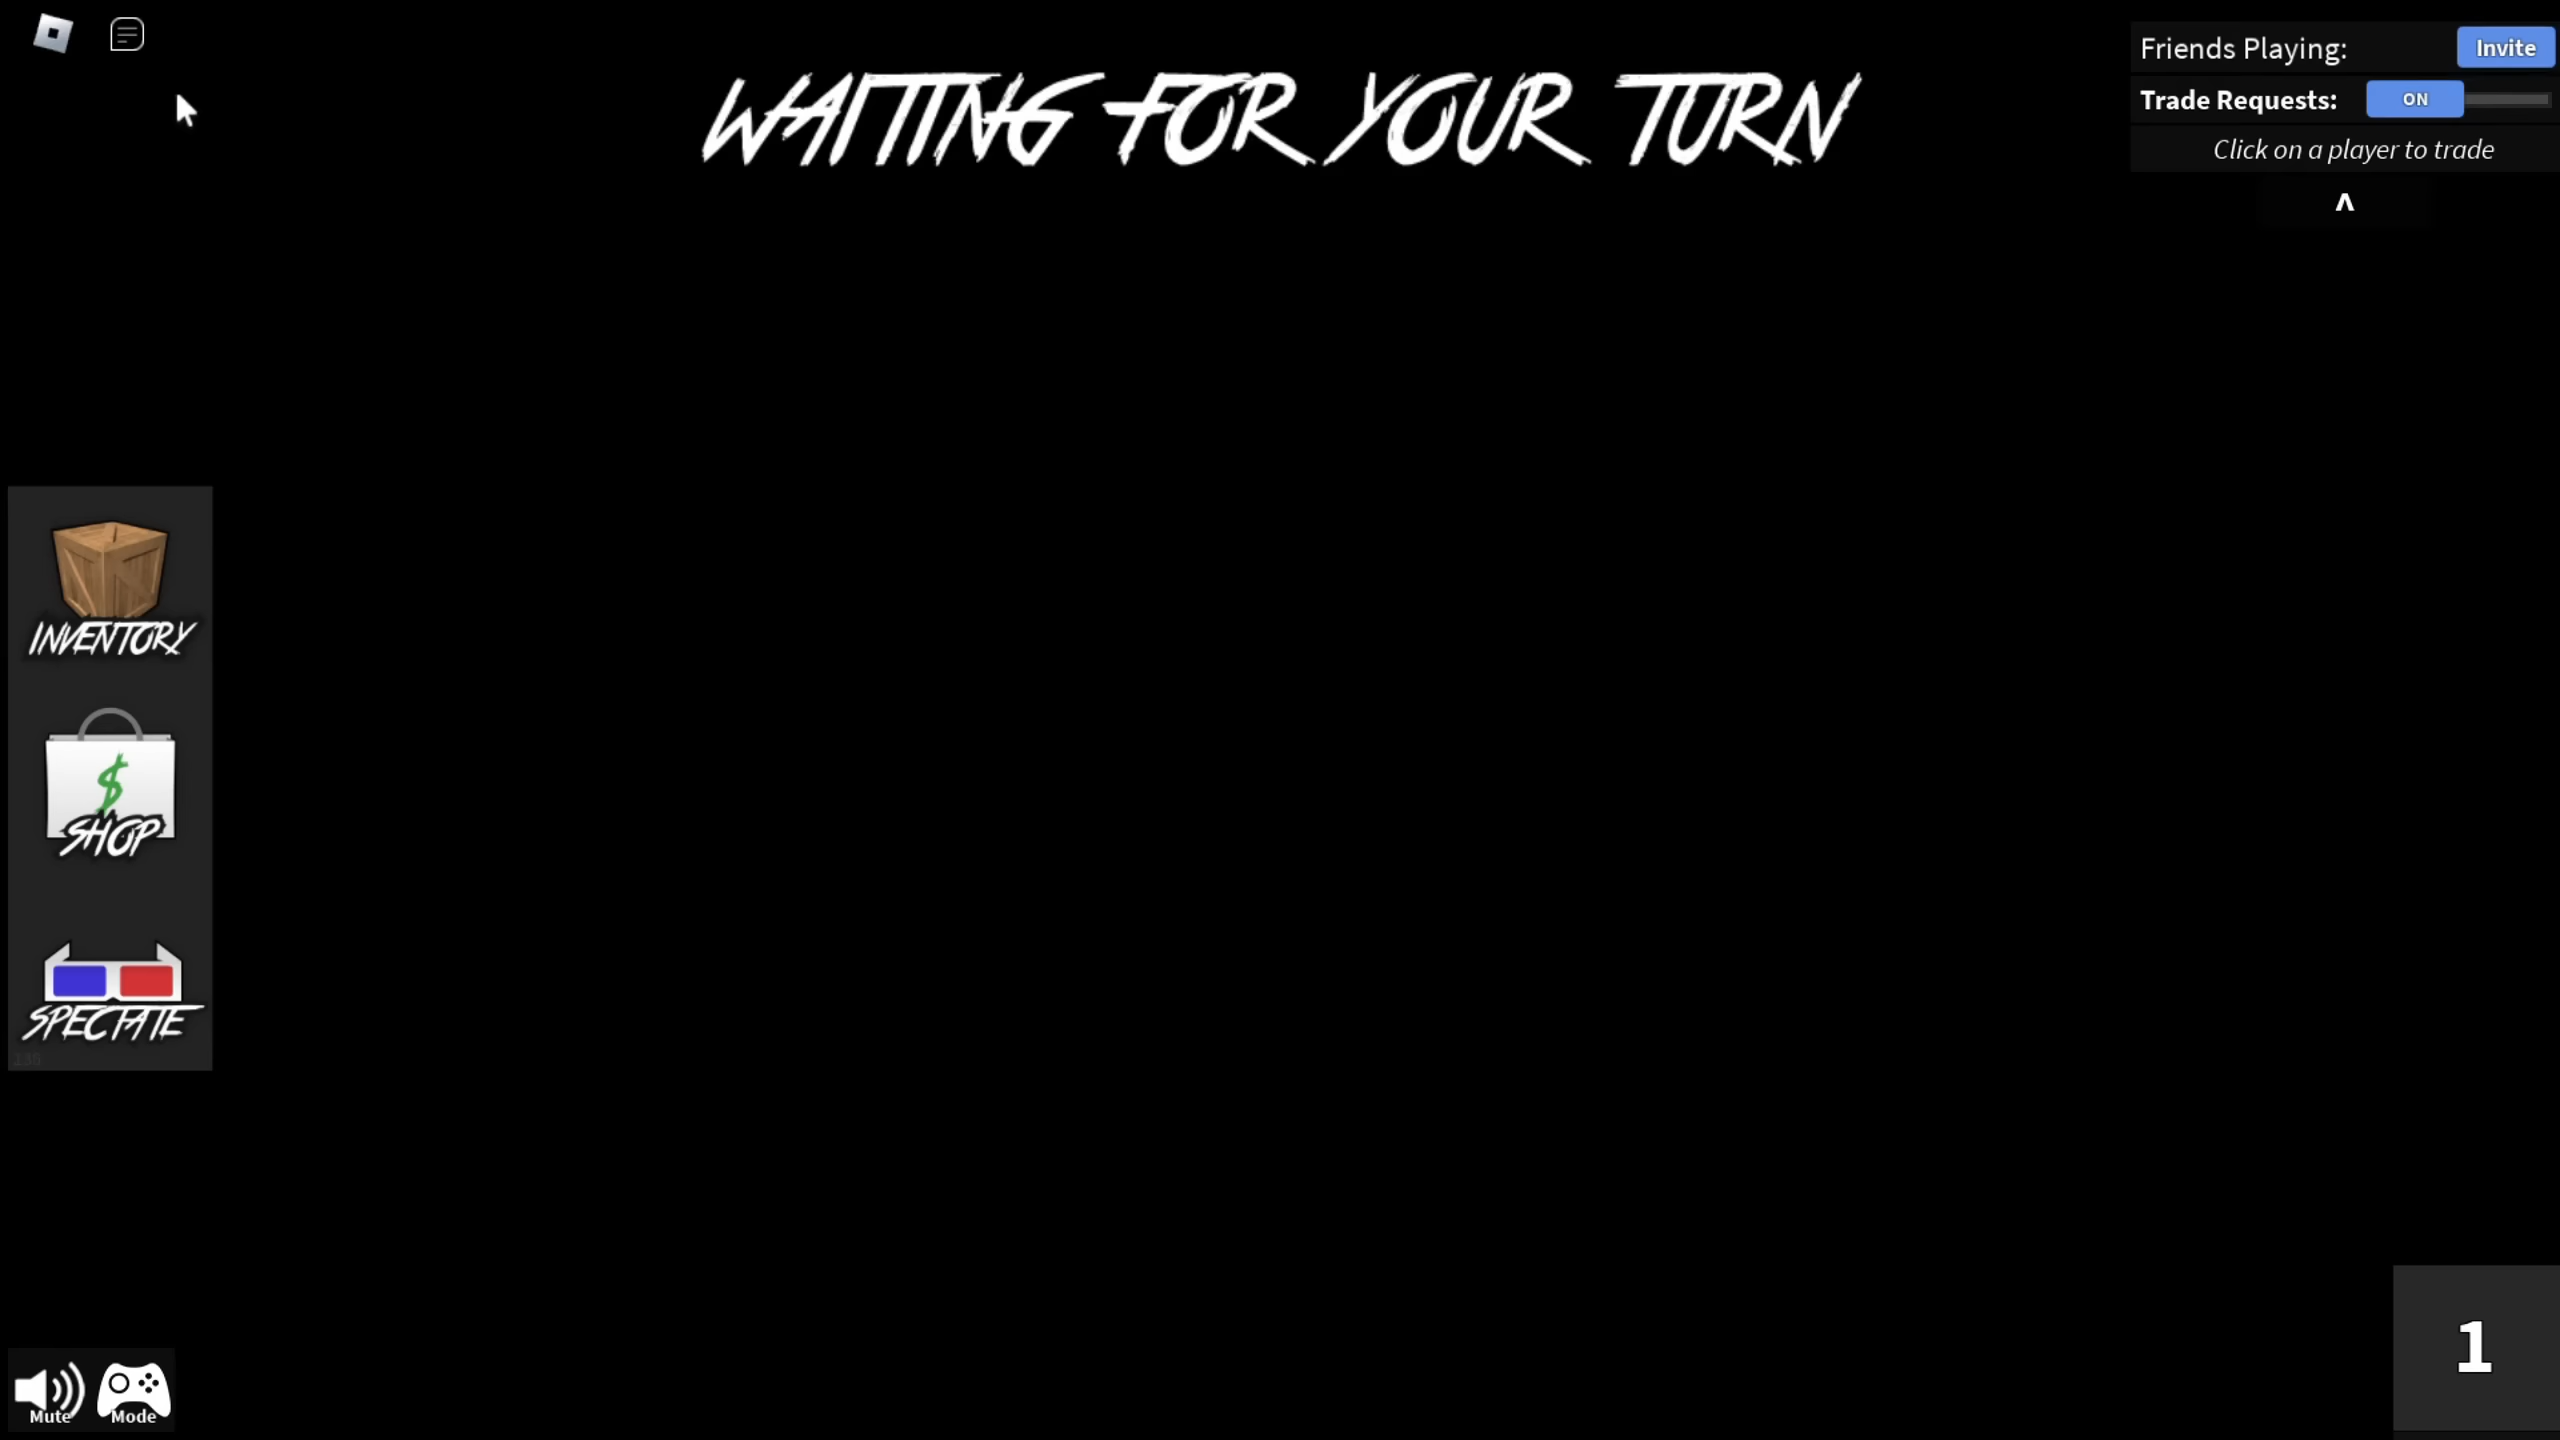 WAITING FOR YOUR TURN
Friends Playing:
Invite
Trade Requests:
ON
Click on a player to trade
INVENTORY
$
SHOP
SPECTATE
Mute
Mode
1